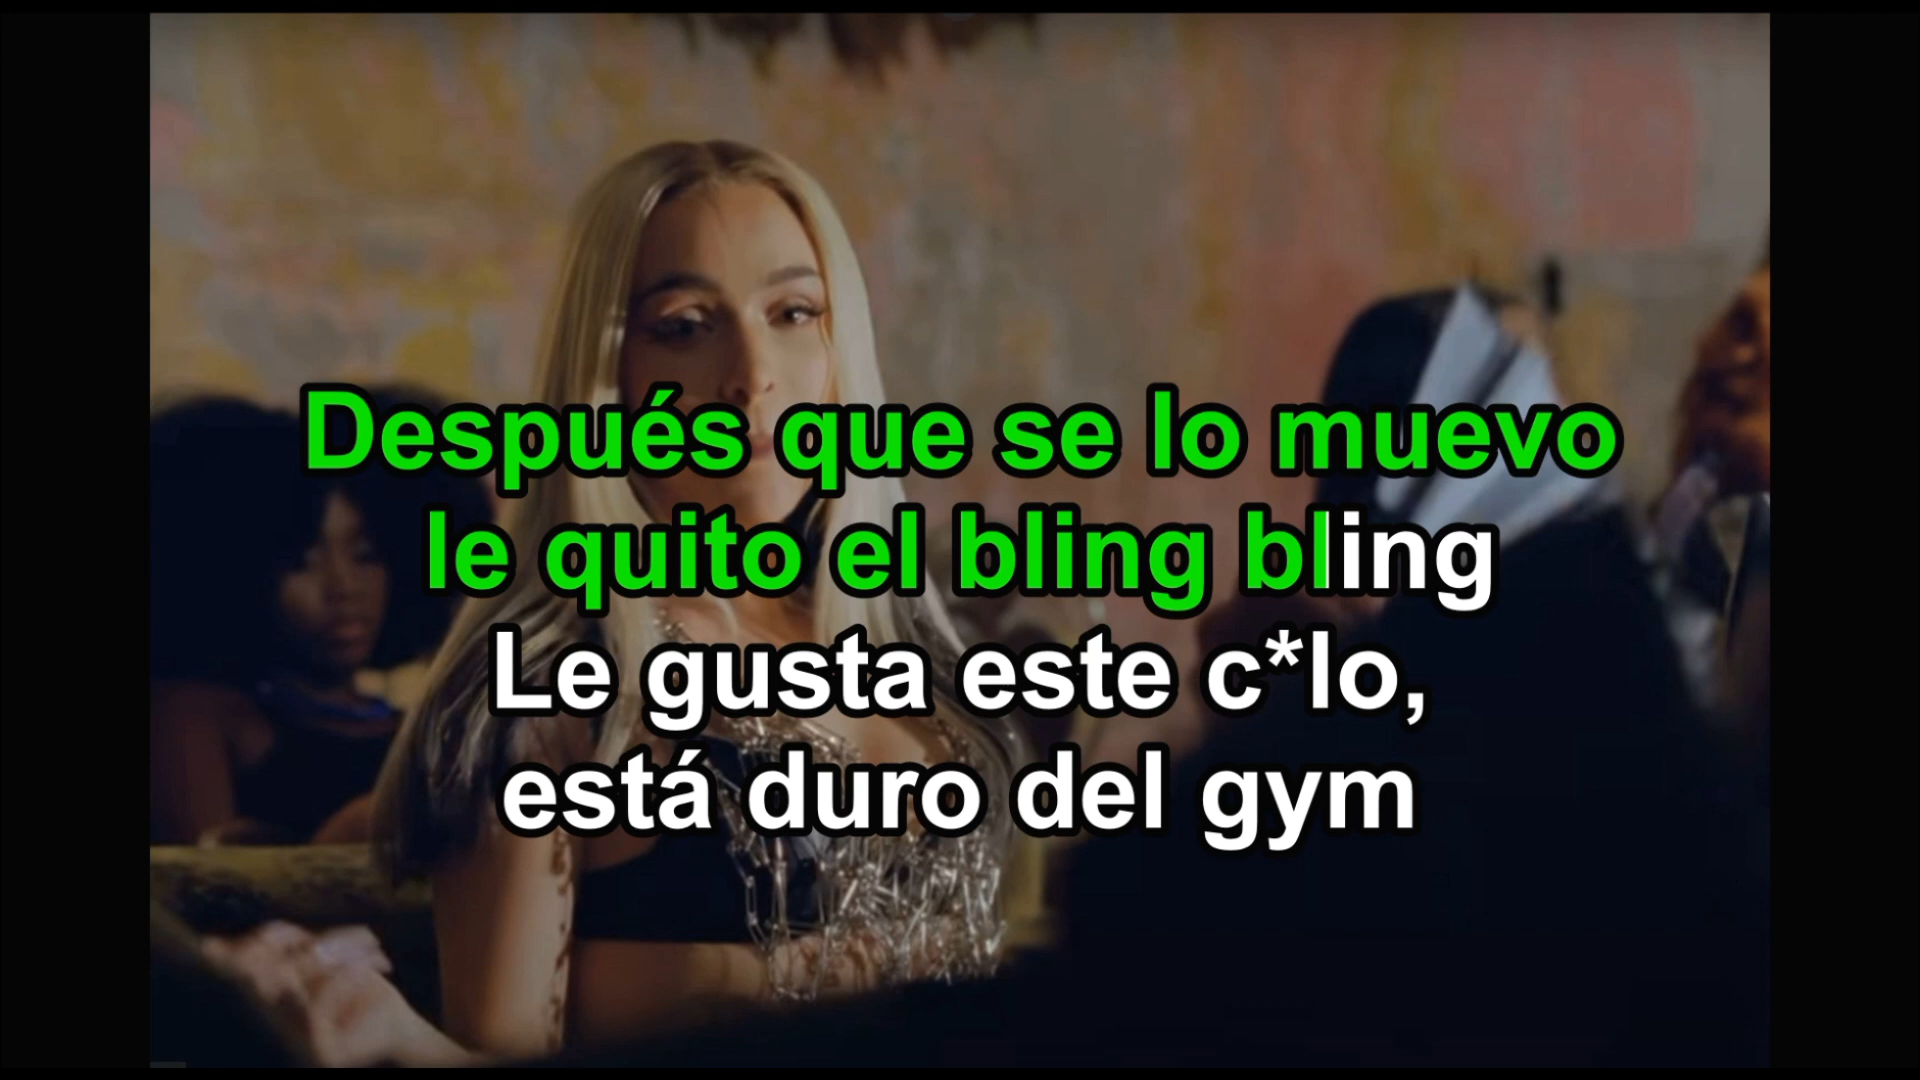 Después que se lo muevo
le quito el bling bling
Le gusta este c*lo,
está duro del gym